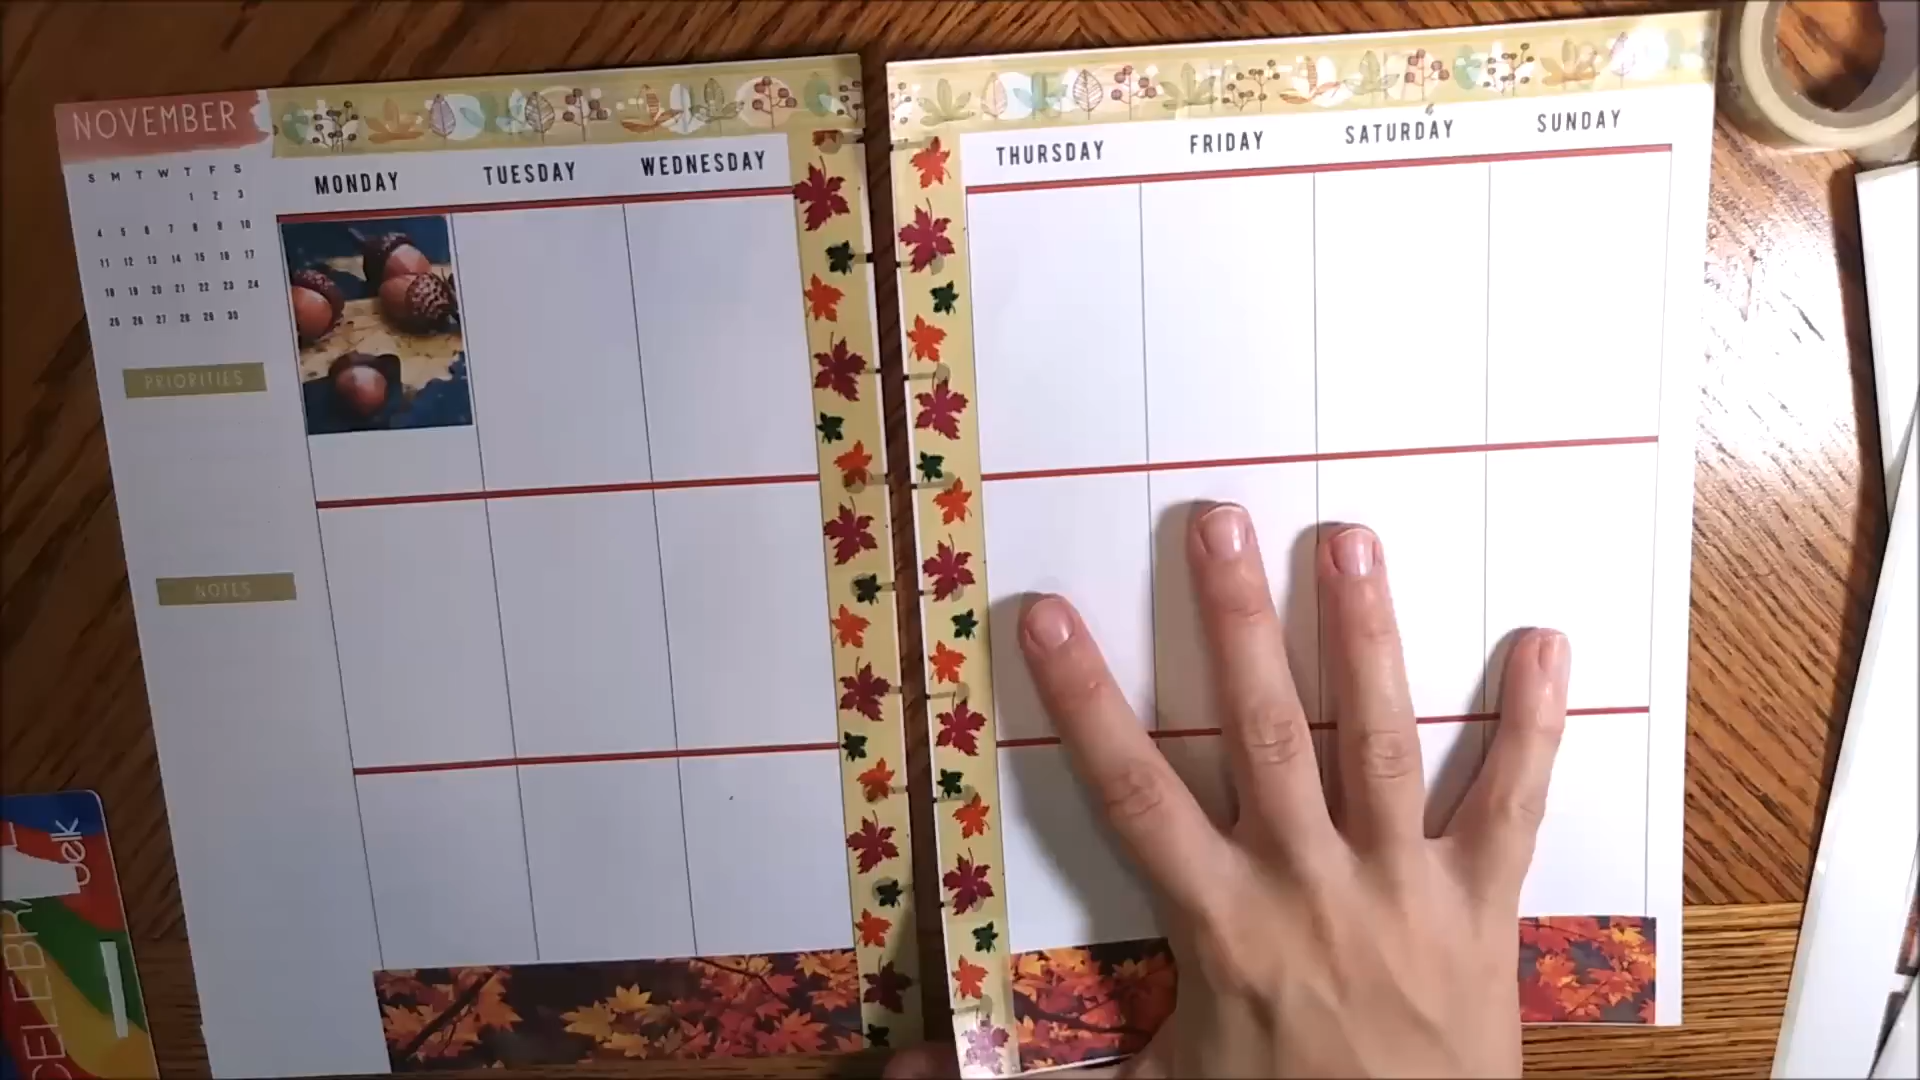 NOVEMBER
S M T W T F S
1 2 3
4 5 6 7 8 9 10
11 12 13 14 15 16 17
18 19 20 21 22 23 24
25 26 27 28 29 30
PRIORITIES
NOTES
MONDAY TUESDAY WEDNESDAY
THURSDAY FRIDAY SATURDAY SUNDAY
belk
CELEBR